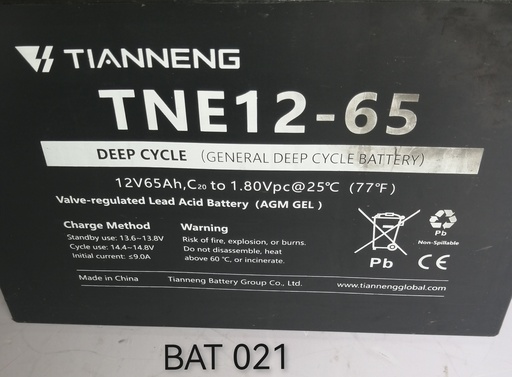 TIANNENG
TNE12-65
DEEP CYCLE (GENERAL DEEP CYCLE BATTERY)
12V65Ah,C₂₀ to 1.80Vpc@25℃ (77℉)
Valve-regulated Lead Acid Battery (AGM GEL)
Charge Method
Standby use: 13.6~13.8V
Cycle use: 14.4~14.8V
Initial current: ≤9.0A
Warning
Risk of fire, explosion, or burns.
Do not disassemble, heat
above 60 ℃, or incinerate.
Pb
Pb
Non-Spillable
CE
Made in China Tianneng Battery Group Co., Ltd. www.tiannengglobal.com
BAT 021